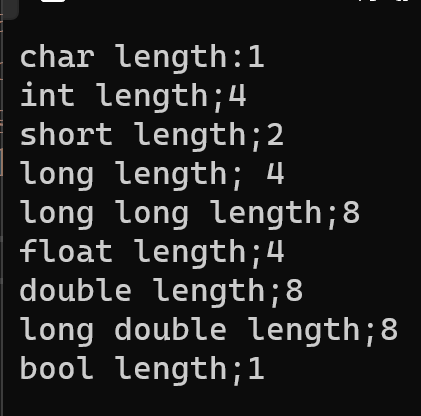 char length:1
int length;4
short length;2
long length; 4
long long length;8
float length;4
double length;8
long double length;8
bool length;1